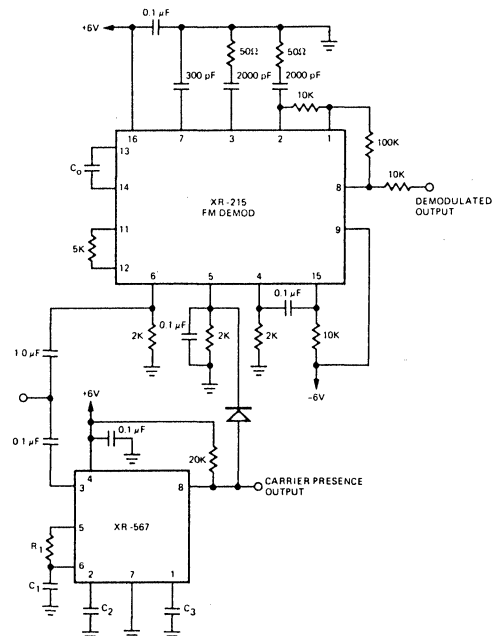 0.1 µF
+6V
50Ω
50Ω
300 pF
2000 pF
2000 pF
10K
16
7
3
2
1
100K
13
C₀
14
8
10K
DEMODULATED
OUTPUT
XR-215
FM DEMOD
11
9
5K
12
6
5
4
15
0.1 µF
0.1 µF
2K
2K
2K
10K
1.0 µF
-6V
+6V
0.1 µF
0.1 µF
20K
4
3
8
CARRIER PRESENCE
OUTPUT
XR-567
5
R₁
6
C₁
2
7
1
C₂
C₃